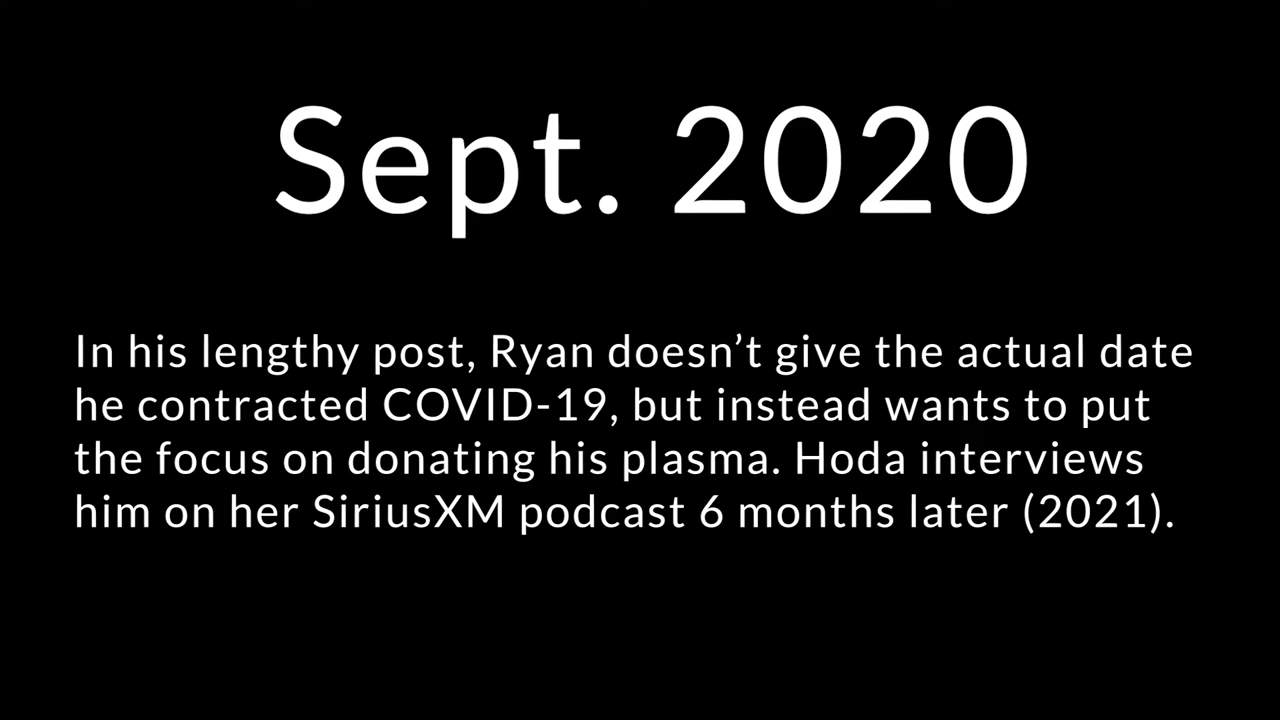 Sept. 2020
In his lengthy post, Ryan doesn’t give the actual date
he contracted COVID-19, but instead wants to put
the focus on donating his plasma. Hoda interviews
him on her SiriusXM podcast 6 months later (2021).